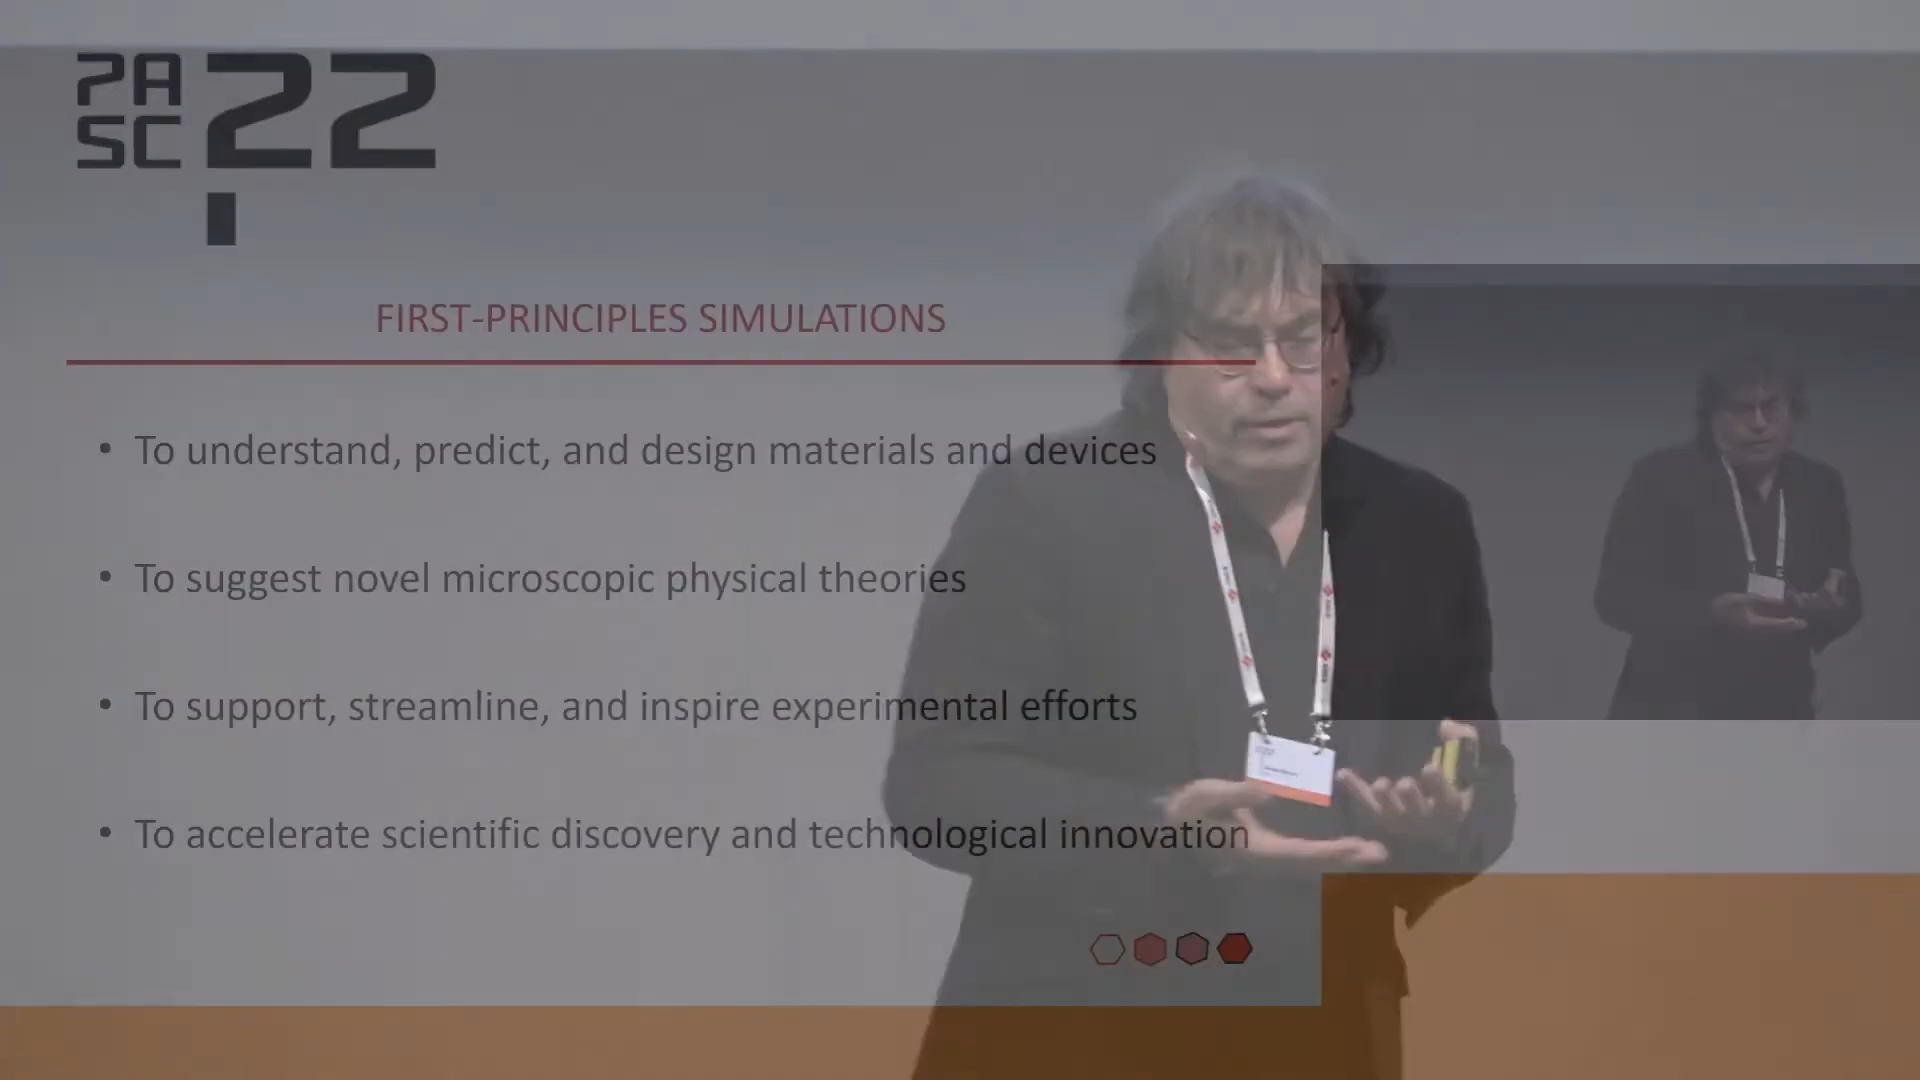 PA
SC 22
FIRST-PRINCIPLES SIMULATIONS
• To understand, predict, and design materials and devices
• To suggest novel microscopic physical theories
• To support, streamline, and inspire experimental efforts
• To accelerate scientific discovery and technological innovation